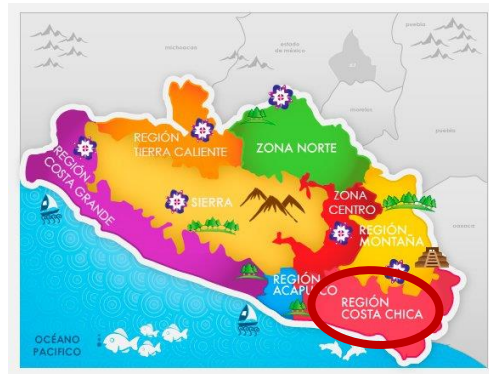 michoacán
estado
de méxico
puebla
morelos
puebla
REGIÓN
TIERRA CALIENTE
ZONA NORTE
REGIÓN
COSTA GRANDE
SIERRA
ZONA
CENTRO
REGIÓN
MONTAÑA
oaxaca
REGIÓN
ACAPULCO
REGIÓN
COSTA CHICA
OCÉANO
PACIFICO